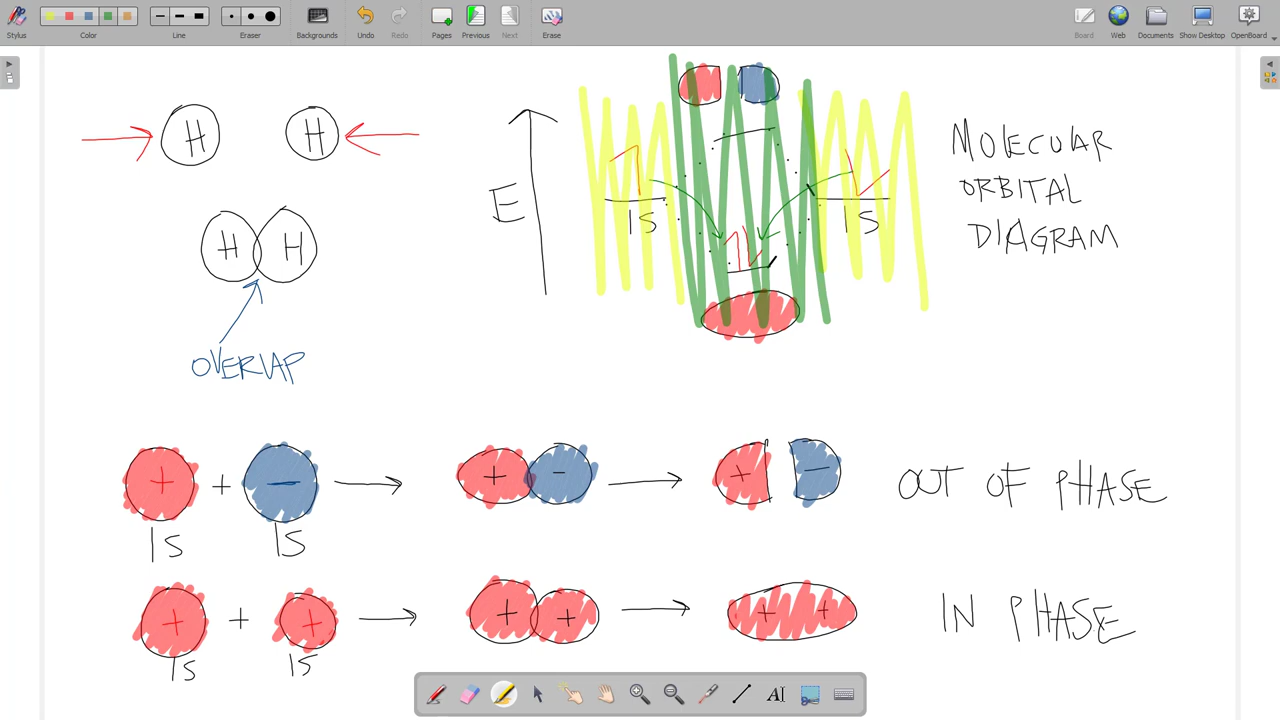 Stylus
Color
Line
Eraser
Backgrounds
Undo
Redo
Pages
Previous
Next
Erase
Board
Web
Documents
Show Desktop
OpenBoard
H H
H H
OVERLAP
E
1S
1S
MOLECULAR
ORBITAL
DIAGRAM
+ + - + - + - OUT OF PHASE
1S 1S
+ + + + + + + IN PHASE
1S 1S
AI